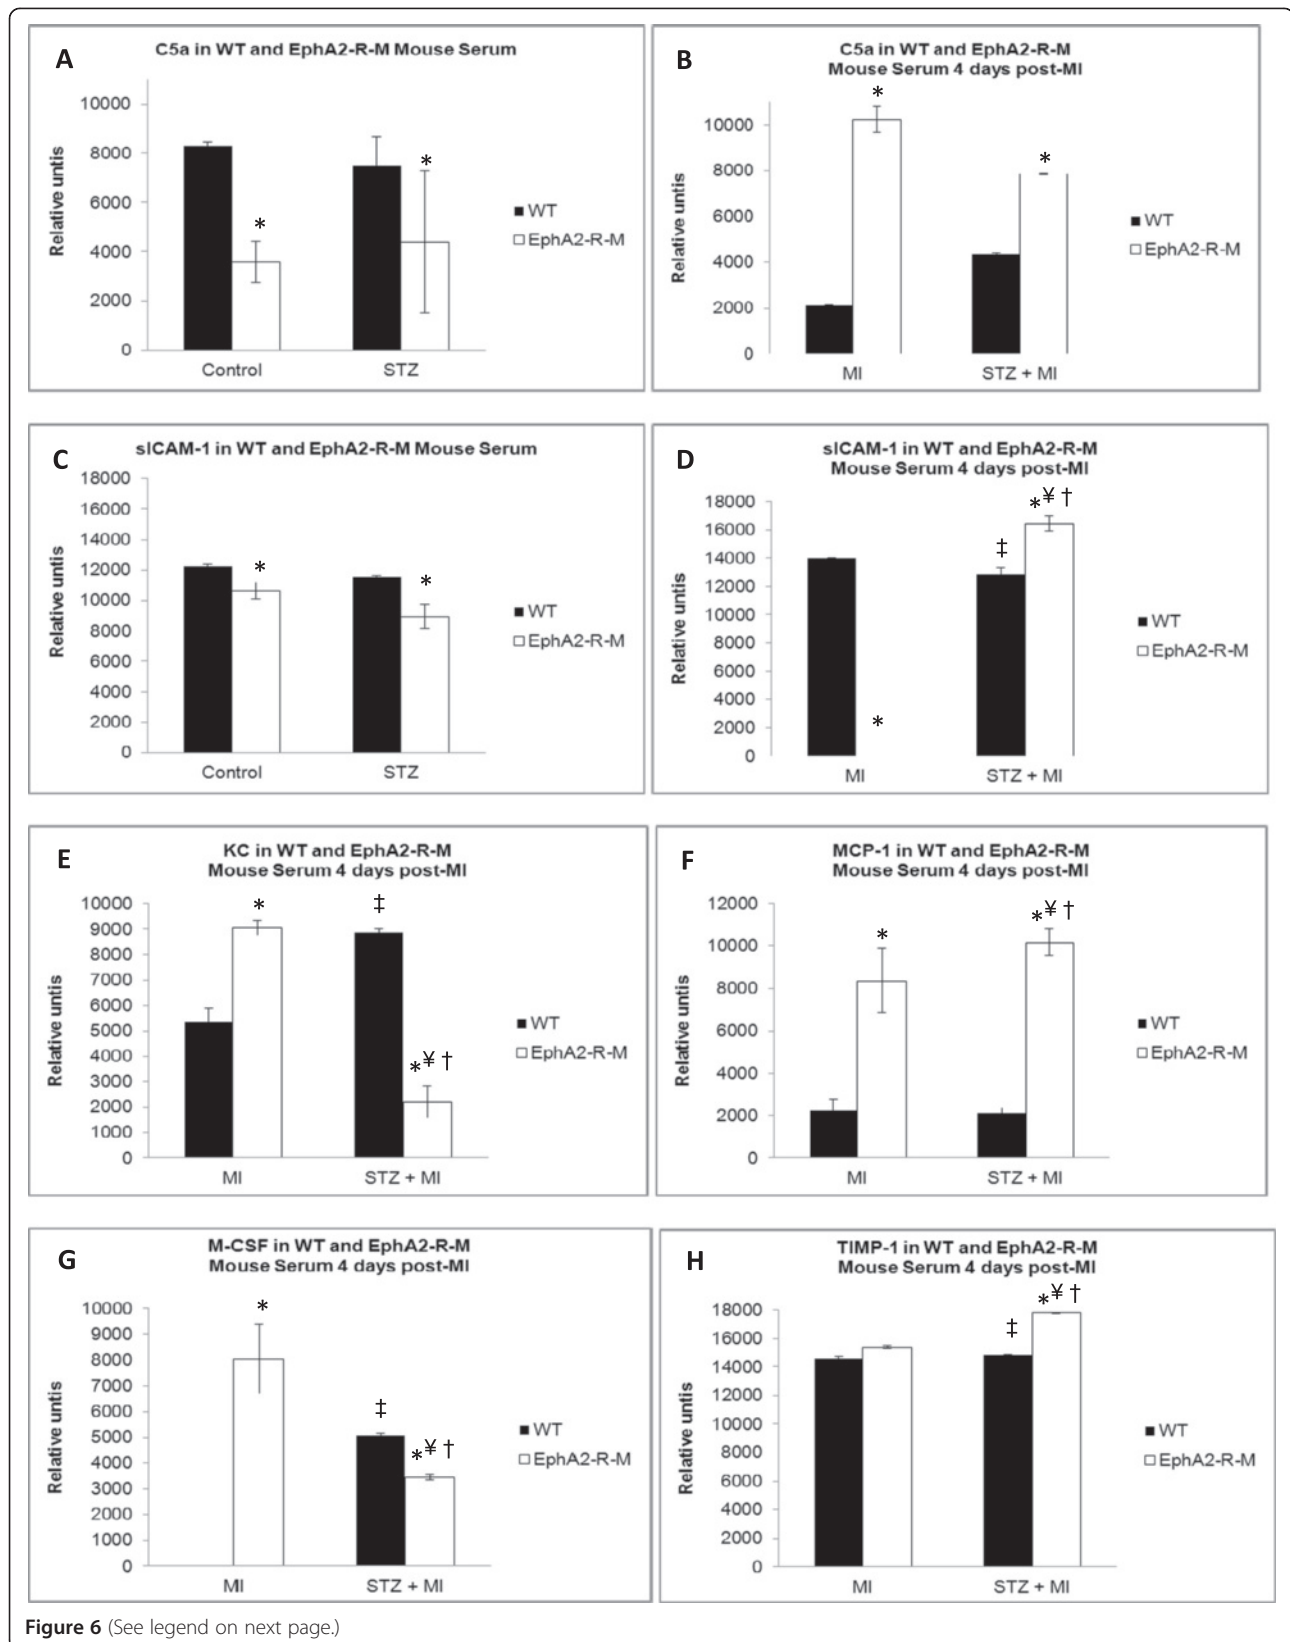 A
C5a in WT and EphA2-R-M Mouse Serum
Relative untis
10000
8000
6000
4000
2000
0
*
*
Control
STZ
WT
EphA2-R-M
B
C5a in WT and EphA2-R-M
Mouse Serum 4 days post-MI
Relative untis
10000
8000
6000
4000
2000
0
*
*
MI
STZ + MI
WT
EphA2-R-M
C
sICAM-1 in WT and EphA2-R-M Mouse Serum
Relative untis
18000
16000
14000
12000
10000
8000
6000
4000
2000
0
*
*
Control
STZ
WT
EphA2-R-M
D
sICAM-1 in WT and EphA2-R-M
Mouse Serum 4 days post-MI
Relative untis
18000
16000
14000
12000
10000
8000
6000
4000
2000
0
*
‡
*¥ †
MI
STZ + MI
WT
EphA2-R-M
E
KC in WT and EphA2-R-M
Mouse Serum 4 days post-MI
Relative untis
10000
9000
8000
7000
6000
5000
4000
3000
2000
1000
0
*
‡
*¥ †
MI
STZ + MI
WT
EphA2-R-M
F
MCP-1 in WT and EphA2-R-M
Mouse Serum 4 days post-MI
Relative untis
12000
10000
8000
6000
4000
2000
0
*
*¥ †
MI
STZ + MI
WT
EphA2-R-M
G
M-CSF in WT and EphA2-R-M
Mouse Serum 4 days post-MI
Relative untis
10000
9000
8000
7000
6000
5000
4000
3000
2000
1000
0
*
‡
*¥ †
MI
STZ + MI
WT
EphA2-R-M
H
TIMP-1 in WT and EphA2-R-M
Mouse Serum 4 days post-MI
Relative untis
18000
16000
14000
12000
10000
8000
6000
4000
2000
0
‡
*¥ †
MI
STZ + MI
WT
EphA2-R-M
Figure 6 (See legend on next page.)